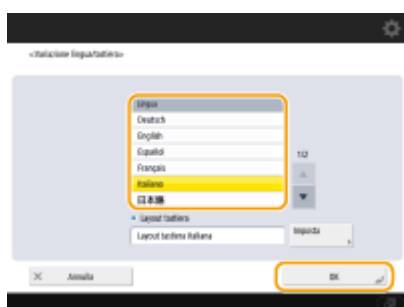 <Variazione lingua/tastiera>
Lingua
Deutsch
English
Español
Français
Italiano
日本語
1/2
Layout tastiera
Layout tastiera italiana
Imposta
Annulla
OK